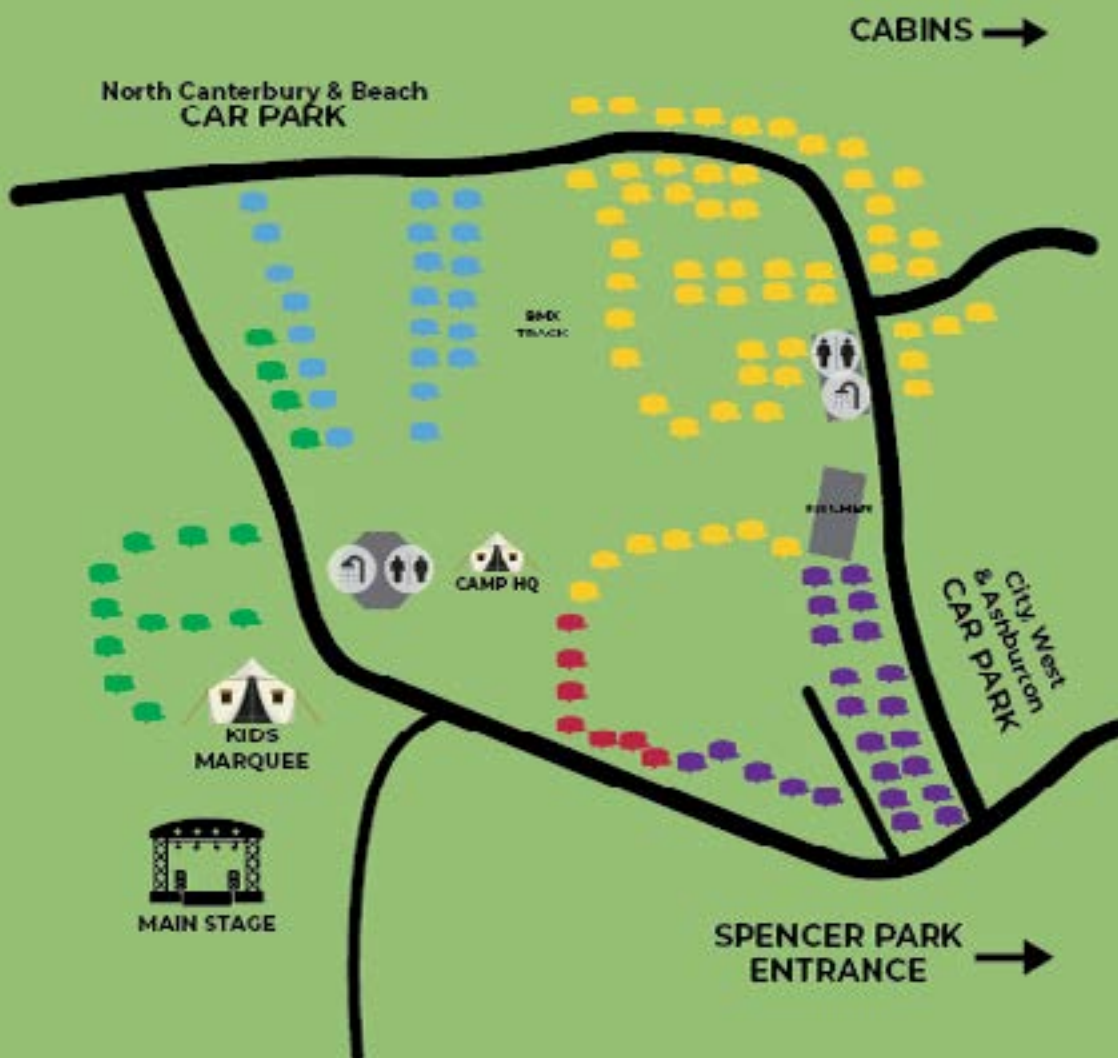 CABINS
North Canterbury & Beach
CAR PARK
BMX
TRACK
KITCHEN
CAMP HQ
City, West
& Ashburton
CAR PARK
KIDS
MARQUEE
MAIN STAGE
SPENCER PARK
ENTRANCE